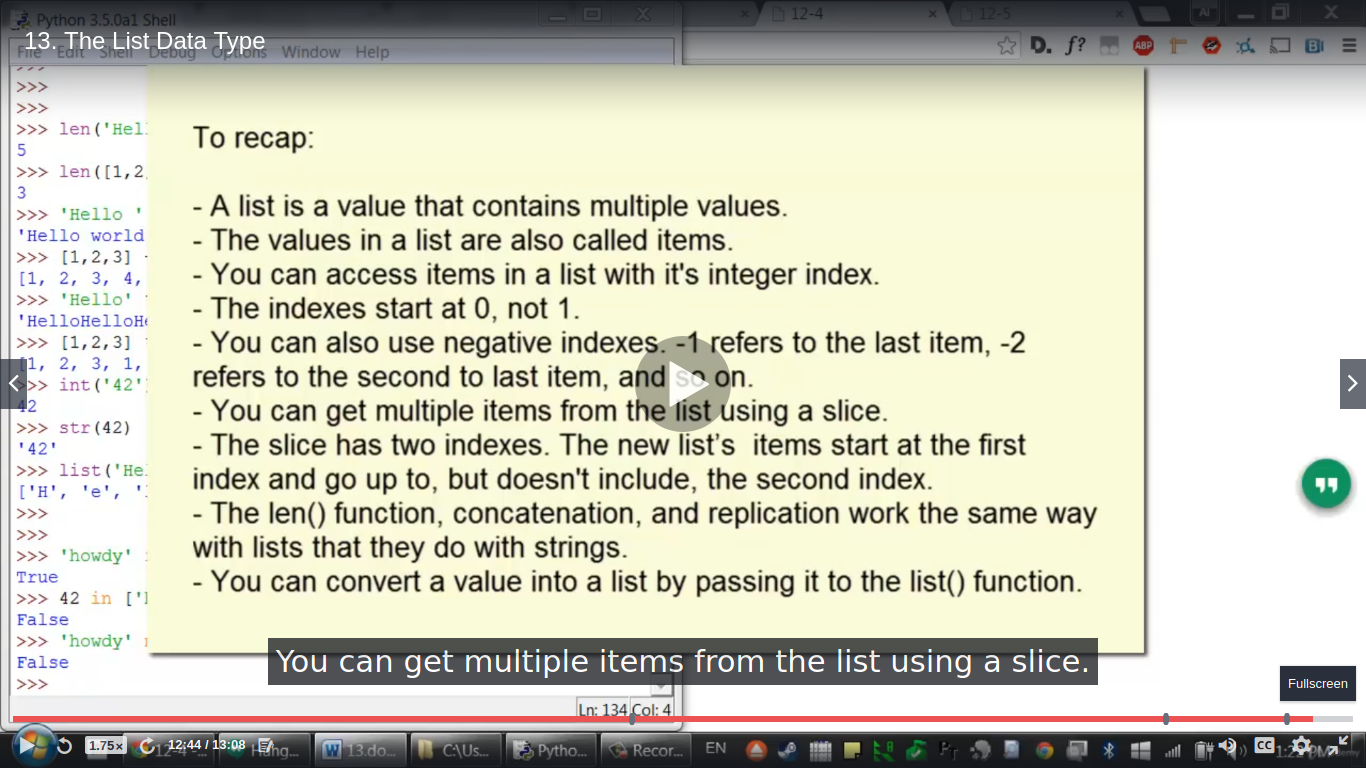 Python 3.5.0a1 Shell
12-4
12-5
13. The List Data Type
File Edit Shell Debug Options Window Help
>>>
>>>
>>>
>>> len('Hel
5
>>> len([1,2
3
>>> 'Hello '
'Hello world
>>> [1,2,3]
[1, 2, 3, 4,
>>> 'Hello'
'HelloHelloHe
>>> [1,2,3]
[1, 2, 3, 1,
>>> int('42'
42
>>> str(42)
'42'
>>> list('He
['H', 'e', '
>>>
>>>
>>> 'howdy'
True
>>> 42 in ['
False
>>> 'howdy'
False
>>>
To recap:
- A list is a value that contains multiple values.
- The values in a list are also called items.
- You can access items in a list with it's integer index.
- The indexes start at 0, not 1.
- You can also use negative indexes. -1 refers to the last item, -2
refers to the second to last item, and so on.
- You can get multiple items from the list using a slice.
- The slice has two indexes. The new list’s items start at the first
index and go up to, but doesn't include, the second index.
- The len() function, concatenation, and replication work the same way
with lists that they do with strings.
- You can convert a value into a list by passing it to the list() function.
You can get multiple items from the list using a slice.
Fullscreen
Ln: 134 Col: 4
1.75x
12:44 / 13:08
13.do...
C:\Us...
Pytho...
Recor...
EN
CC